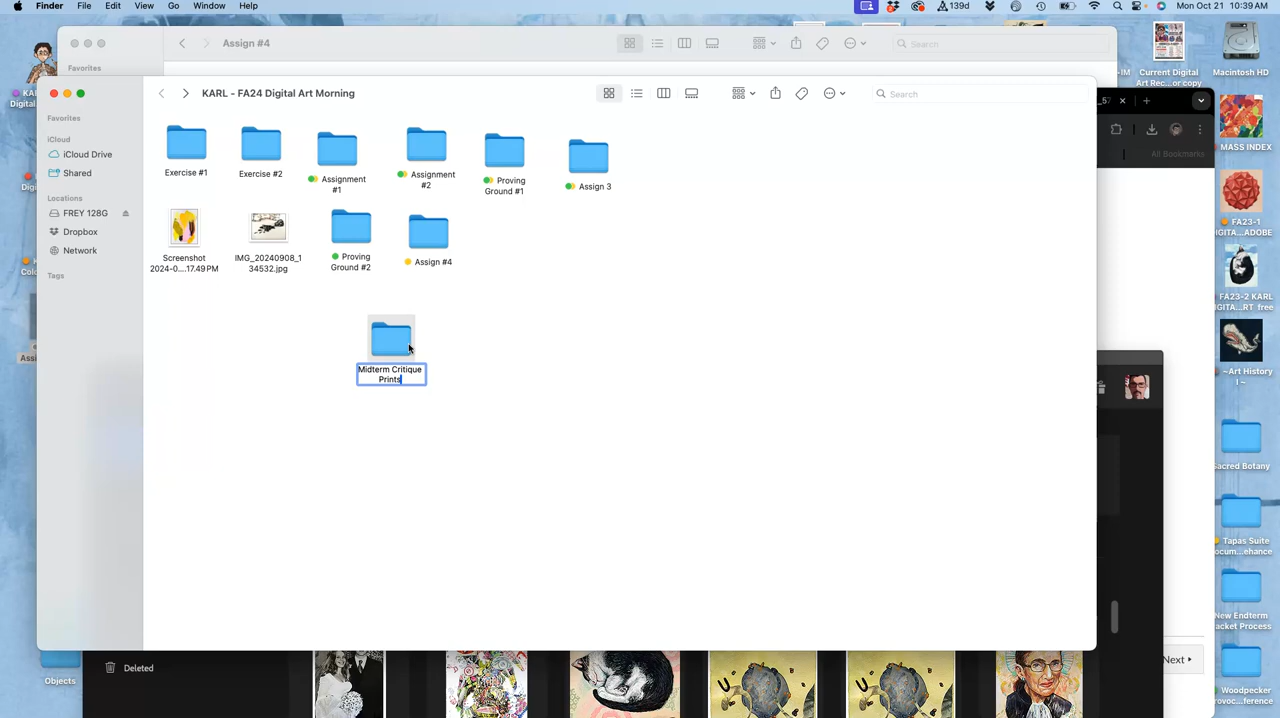 Finder File Edit View Go Window Help
139d
Mon Oct 21 10:39 AM
Assign #4
Search
Favorites
KARL - FA24 Digital Art Morning
Search
Favorites
iCloud
iCloud Drive
Shared
Locations
FREY 128G
Dropbox
Network
Tags
Exercise #1
Exercise #2
Assignment
#1
Assignment
#2
Proving
Ground #1
Assign 3
Screenshot
2024-0....17.49 PM
IMG_20240908_1
34532.jpg
Proving
Ground #2
Assign #4
Midterm Critique
Prints
Current Digital
Art Rec...or copy
Macintosh HD
All Bookmarks
MASS INDEX
FA23-1
DIGITA...ADOBE
FA23-2 KARL
DIGITA...RT free
~Art History
I ~
Sacred Botany
Tapas Suite
Docum...ehance
New Endterm
Packet Process
Woodpecker
Provoc...ference
Next
Deleted
Objects